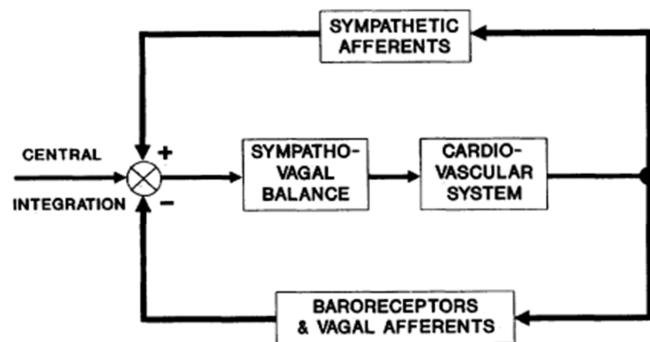 SYMPATHETIC
AFFERENTS
+
CENTRAL
INTEGRATION
−
SYMPATHO-
VAGAL
BALANCE
CARDIO-
VASCULAR
SYSTEM
BARORECEPTORS
& VAGAL AFFERENTS